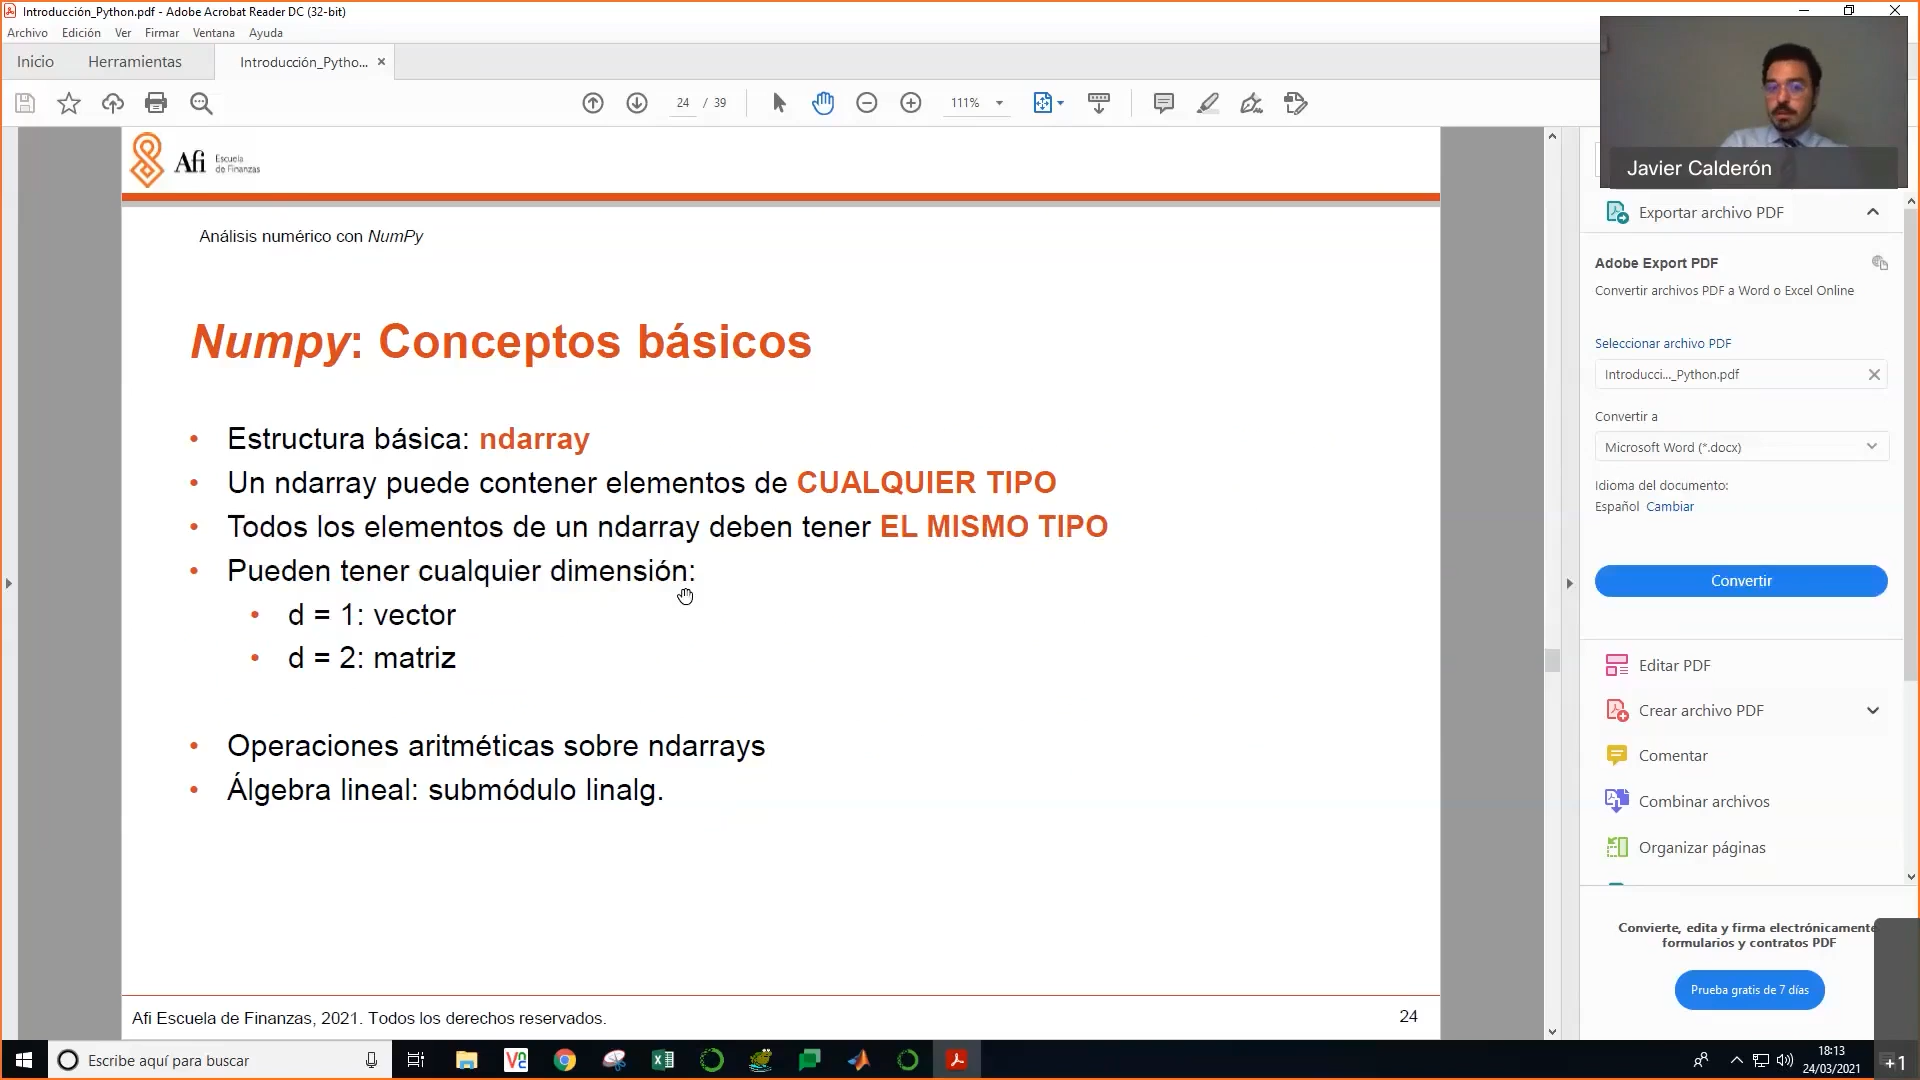 Introducción_Python.pdf - Adobe Acrobat Reader DC (32-bit)
Archivo Edición Ver Firmar Ventana Ayuda
Inicio Herramientas Introducción_Pytho... ×
24 / 39 111%
Javier Calderón
Afi Escuela de Finanzas
Análisis numérico con NumPy
Numpy: Conceptos básicos
• Estructura básica: ndarray
• Un ndarray puede contener elementos de CUALQUIER TIPO
• Todos los elementos de un ndarray deben tener EL MISMO TIPO
• Pueden tener cualquier dimensión:
• d = 1: vector
• d = 2: matriz
• Operaciones aritméticas sobre ndarrays
• Álgebra lineal: submódulo linalg.
Afi Escuela de Finanzas, 2021. Todos los derechos reservados. 24
Exportar archivo PDF
Adobe Export PDF
Convertir archivos PDF a Word o Excel Online
Seleccionar archivo PDF
Introducci..._Python.pdf
Convertir a
Microsoft Word (*.docx)
Idioma del documento:
Español Cambiar
Convertir
Editar PDF
Crear archivo PDF
Comentar
Combinar archivos
Organizar páginas
Convierte, edita y firma electrónicamente
formularios y contratos PDF
Prueba gratis de 7 días
Escribe aquí para buscar
18:13
24/03/2021
+1